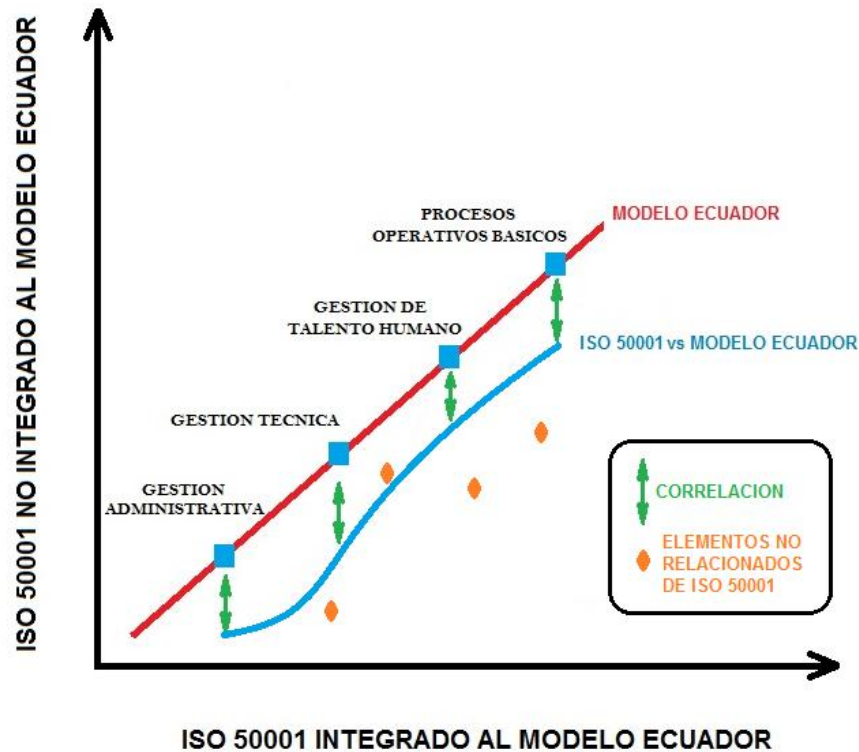 ISO 50001 NO INTEGRADO AL MODELO ECUADOR
PROCESOS
OPERATIVOS BASICOS
MODELO ECUADOR
GESTION DE
TALENTO HUMANO
ISO 50001 vs MODELO ECUADOR
GESTION TECNICA
GESTION
ADMINISTRATIVA
CORRELACION
ELEMENTOS NO
RELACIONADOS
DE ISO 50001
ISO 50001 INTEGRADO AL MODELO ECUADOR